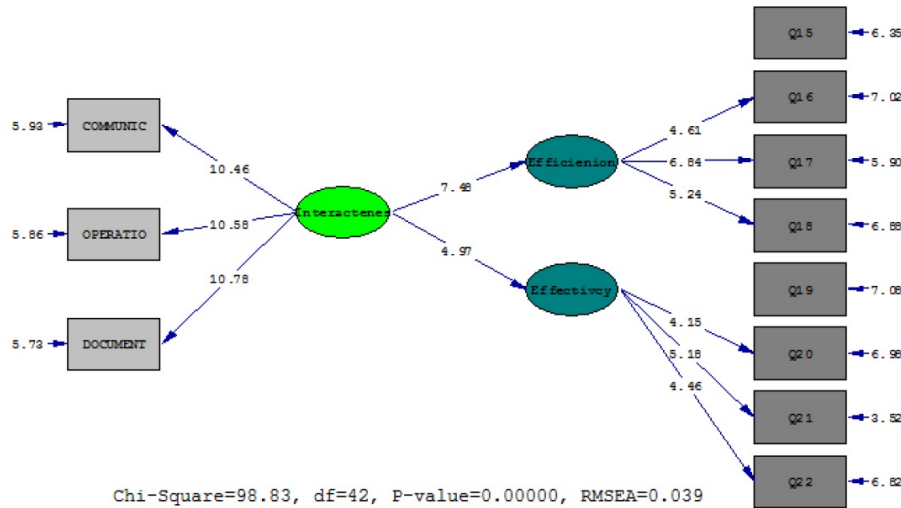 Q15
6.35
Q16
7.02
5.93
COMMUNIC
4.61
Efficienion
6.84
Q17
5.90
10.46
7.48
5.24
Interactenes
Q18
6.88
5.86
OPERATIO
10.58
4.97
10.78
Effectivcy
Q19
7.08
4.15
5.73
DOCUMENT
5.18
Q20
6.98
4.46
Q21
3.52
Q22
6.82
Chi-Square=98.83, df=42, P-value=0.00000, RMSEA=0.039